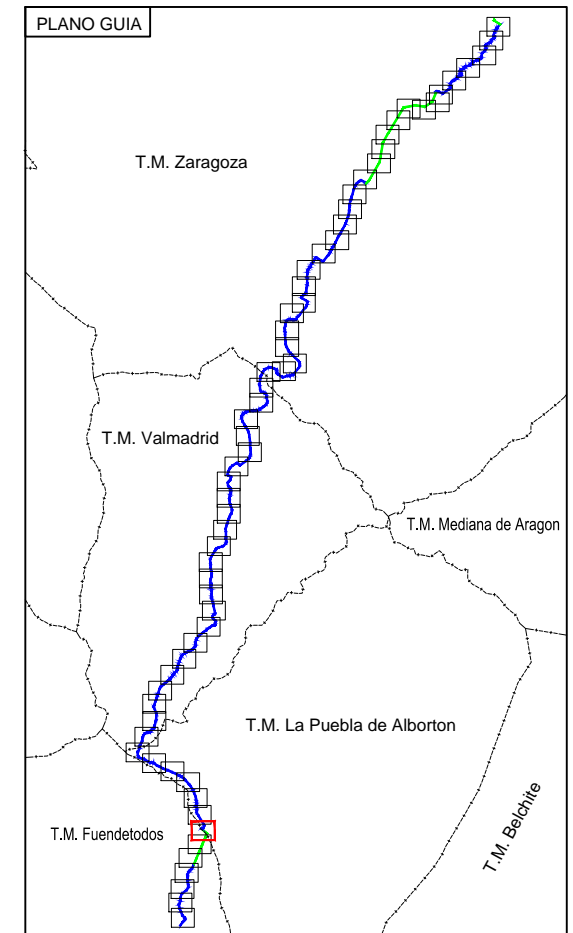 PLANO GUIA
T.M. Zaragoza
T.M. Valmadrid
T.M. Mediana de Aragon
T.M. La Puebla de Alborton
T.M. Fuendetodos
T.M. Belchite